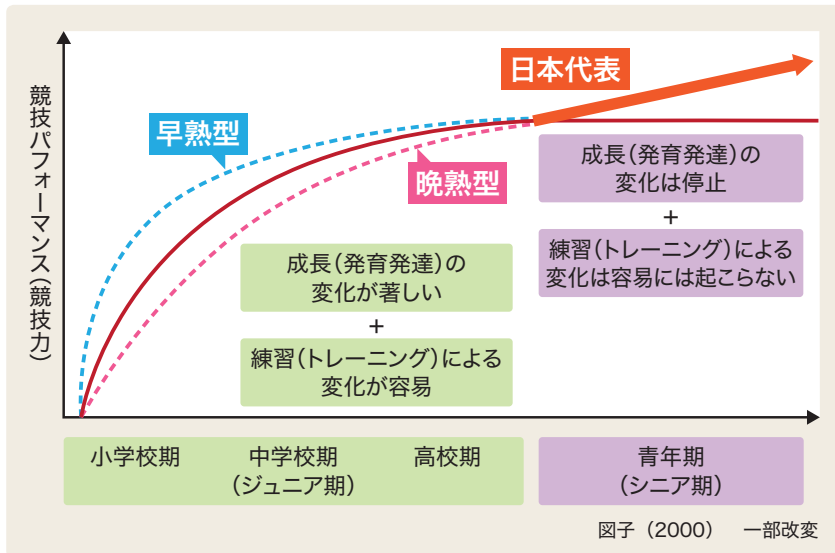 競技パフォーマンス(競技力)
早熟型
晩熟型
日本代表
成長(発育発達)の
変化が著しい
+
練習(トレーニング)による
変化が容易
成長(発育発達)の
変化は停止
+
練習(トレーニング)による
変化は容易には起こらない
小学校期
中学校期
(ジュニア期)
高校期
青年期
(シニア期)
図子(2000) 一部改変